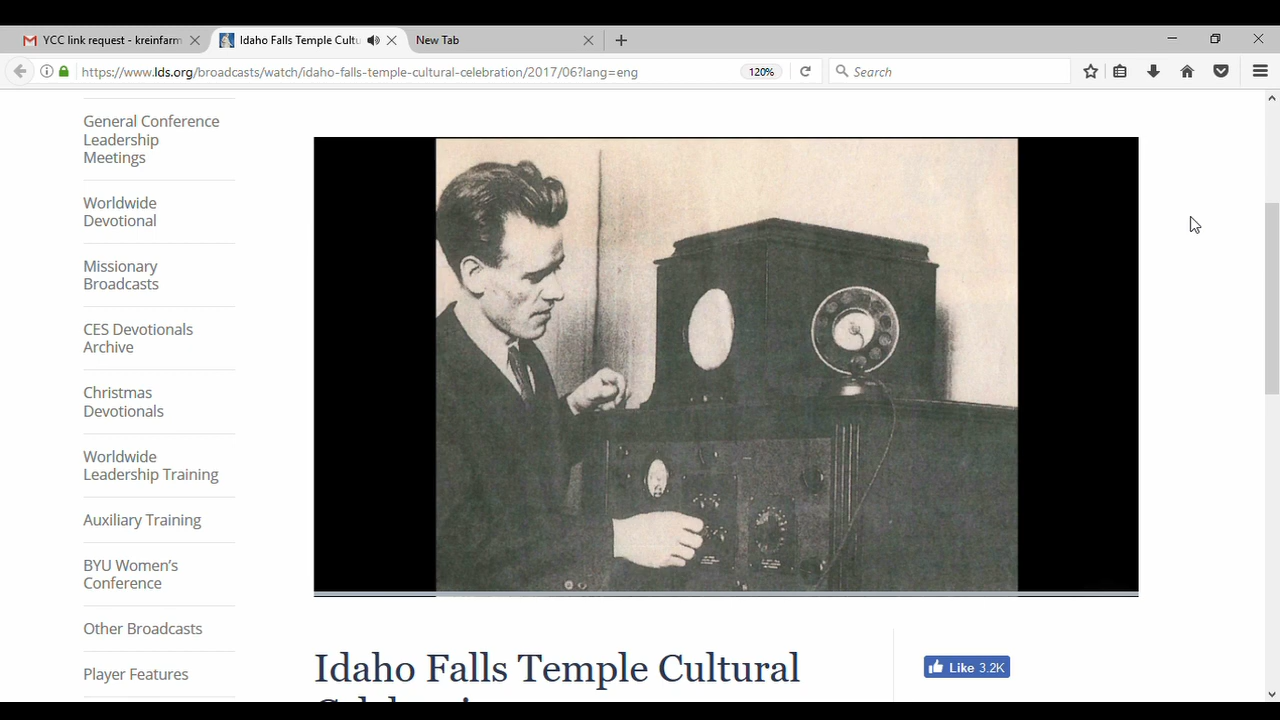 YCC link request - kreinfarm
Idaho Falls Temple Cultu
New Tab
https://www.lds.org/broadcasts/watch/idaho-falls-temple-cultural-celebration/2017/06?lang=eng
120%
Search
General Conference
Leadership
Meetings
Worldwide
Devotional
Missionary
Broadcasts
CES Devotionals
Archive
Christmas
Devotionals
Worldwide
Leadership Training
Auxiliary Training
BYU Women's
Conference
Other Broadcasts
Player Features
Idaho Falls Temple Cultural
Like 3.2K